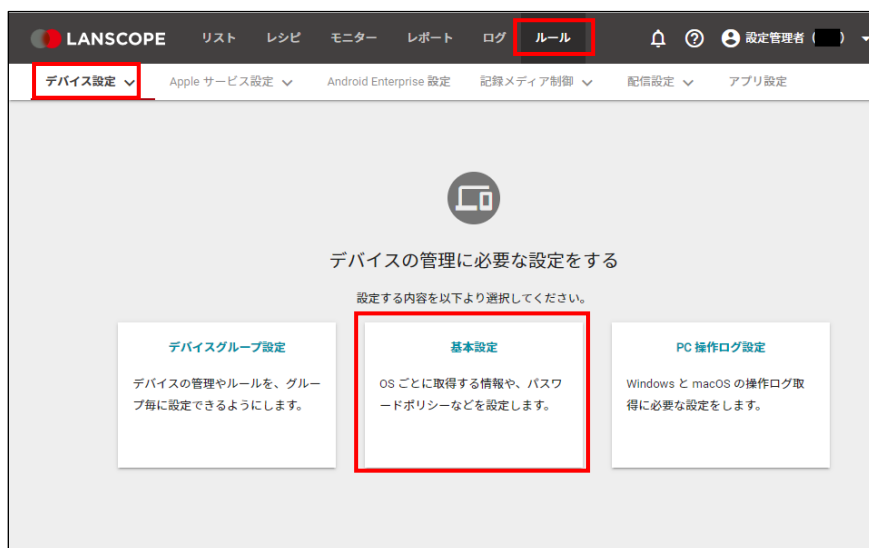 LANSCOPE リスト レシピ モニター レポート ログ ルール 設定管理者 ( )
デバイス設定 Apple サービス設定 Android Enterprise 設定 記録メディア制御 配信設定 アプリ設定
デバイスの管理に必要な設定をする
設定する内容を以下より選択してください。
デバイスグループ設定
デバイスの管理やルールを、グルー
プ毎に設定できるようにします。
基本設定
OS ごとに取得する情報や、パスワ
ードポリシーなどを設定します。
PC 操作ログ設定
Windows と macOS の操作ログ取
得に必要な設定をします。